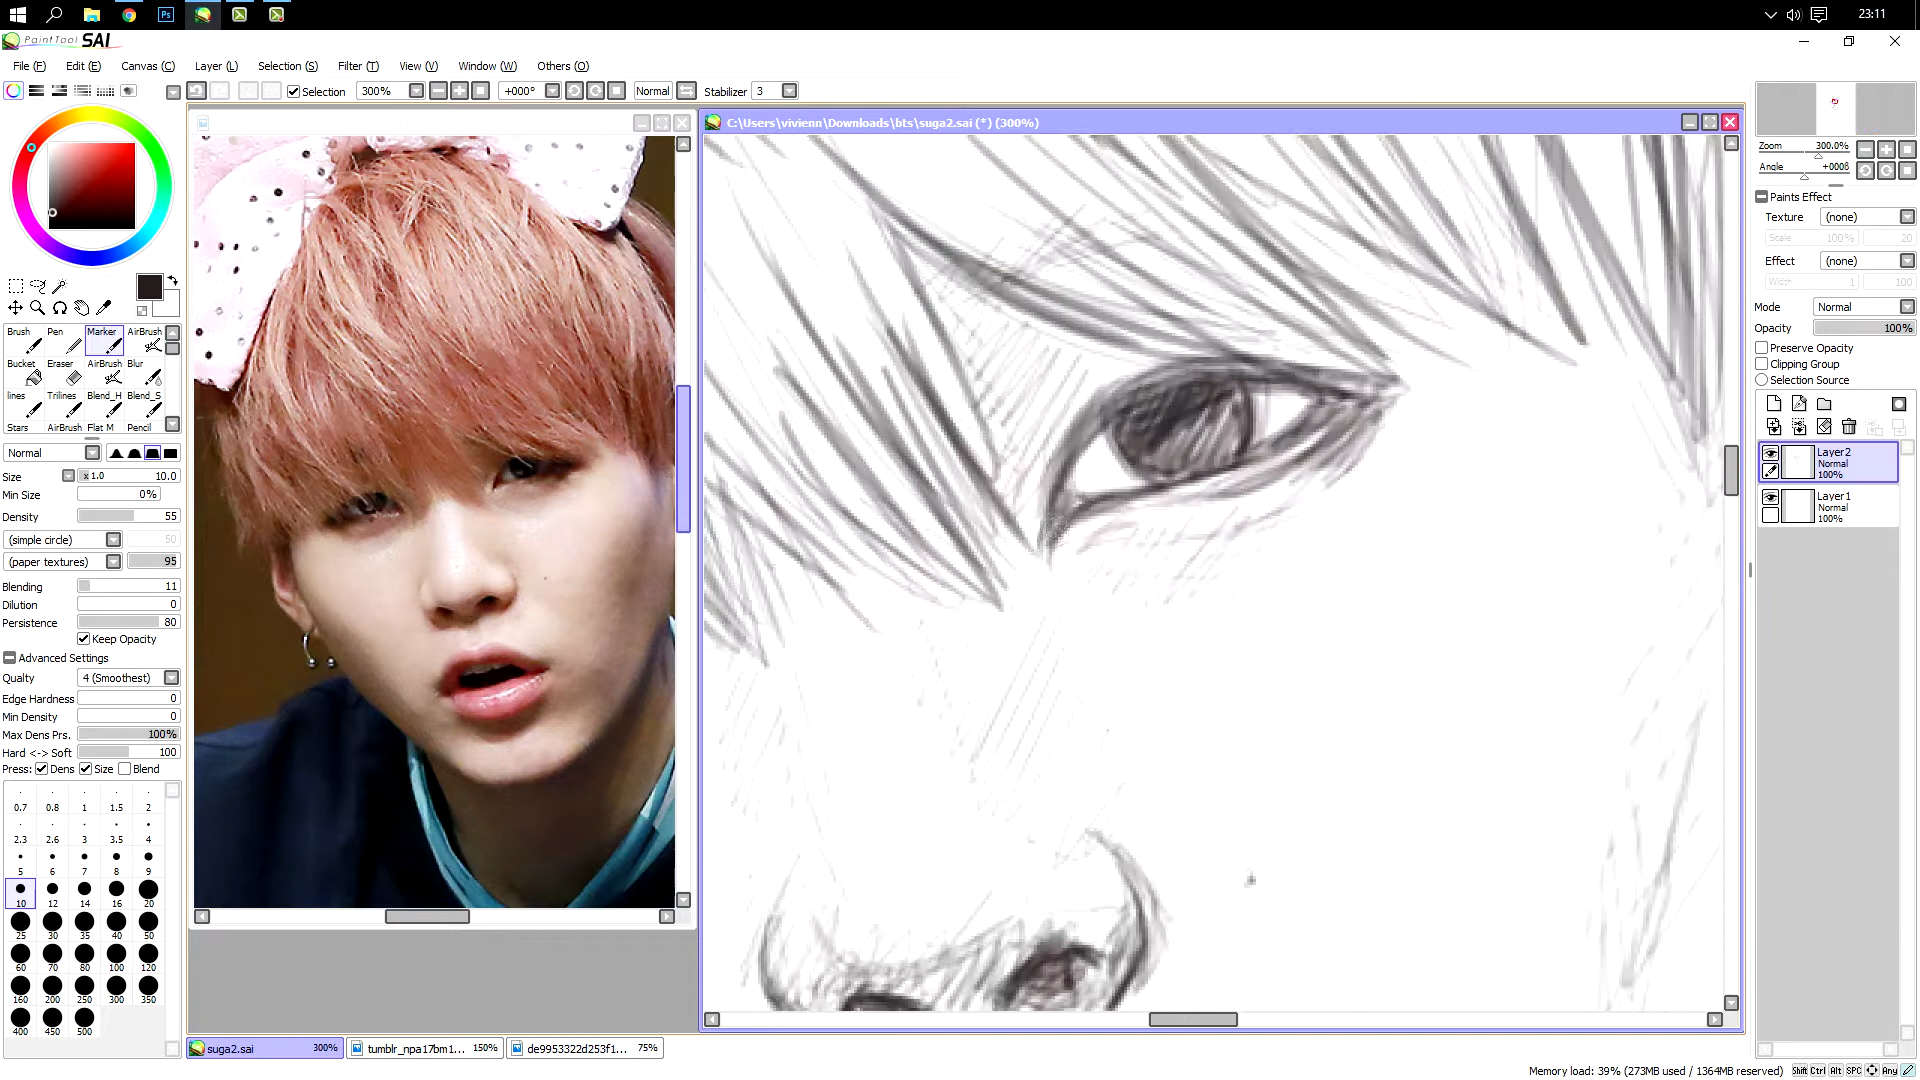 Ps
23:11
PaintTool SAI
File (F) Edit (E) Canvas (C) Layer (L) Selection (S) Filter (T) View (V) Window (W) Others (O)
Selection 300% +000° Normal Stabilizer 3
C:\Users\vivienn\Downloads\bts\suga2.sai (*) (300%)
Zoom 300.0%
Angle +000ß
Paints Effect
Texture (none)
Scale 100% 20
Effect (none)
Width 1 100
Mode Normal
Opacity 100%
Preserve Opacity
Clipping Group
Selection Source
Layer2
Normal
100%
Layer1
Normal
100%
Brush Pen Marker AirBrush
Bucket Eraser AirBrush Blur
lines Trilines Blend_H Blend_S
Stars AirBrush Flat M Pencil
Normal
Size x 1.0 10.0
Min Size 0%
Density 55
(simple circle) 50
(paper textures) 95
Blending 11
Dilution 0
Persistence 80
Keep Opacity
Advanced Settings
Qualty 4 (Smoothest)
Edge Hardness 0
Min Density 0
Max Dens Prs. 100%
Hard <-> Soft 100
Press: Dens Size Blend
0.7 0.8 1 1.5 2
2.3 2.6 3 3.5 4
5 6 7 8 9
10 12 14 16 20
25 30 35 40 50
60 70 80 100 120
160 200 250 300 350
400 450 500
suga2.sai 300% tumblr_npa17bm1... 150% de9953322d253f1... 75%
Memory load: 39% (273MB used / 1364MB reserved) Shift Ctrl Alt SPC Any